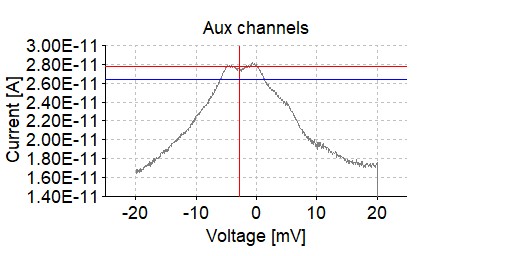 Aux channels
3.00E-11
2.80E-11
2.60E-11
2.40E-11
2.20E-11
2.00E-11
1.80E-11
1.60E-11
1.40E-11
Current [A]
-20 -10 0 10 20
Voltage [mV]